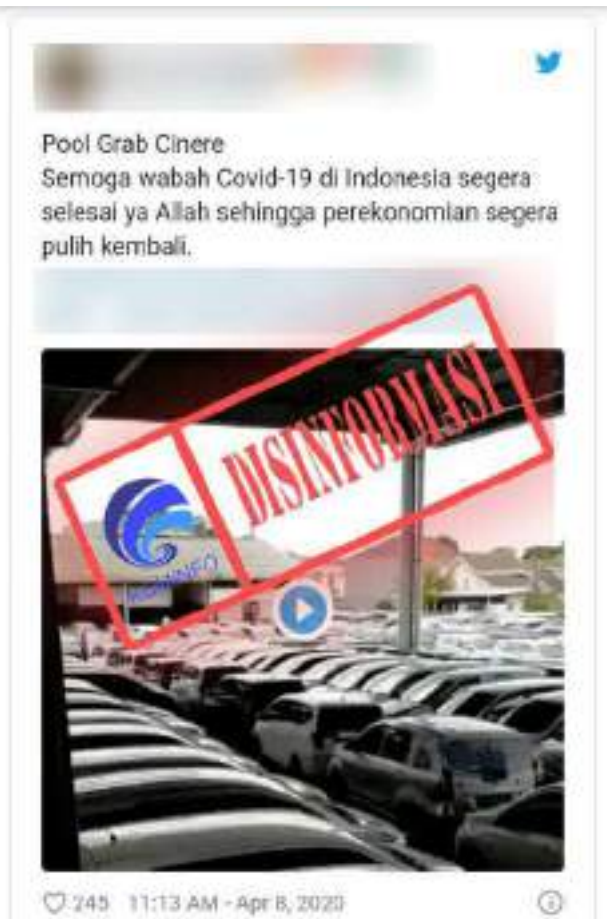 Pool Grab Cinere
Semoga wabah Covid-19 di Indonesia segera
selesai ya Allah sehingga perekonomian segera
pulih kembali.
DISINFORMASI
KOMINFO
245 11:13 AM - Apr 8, 2020